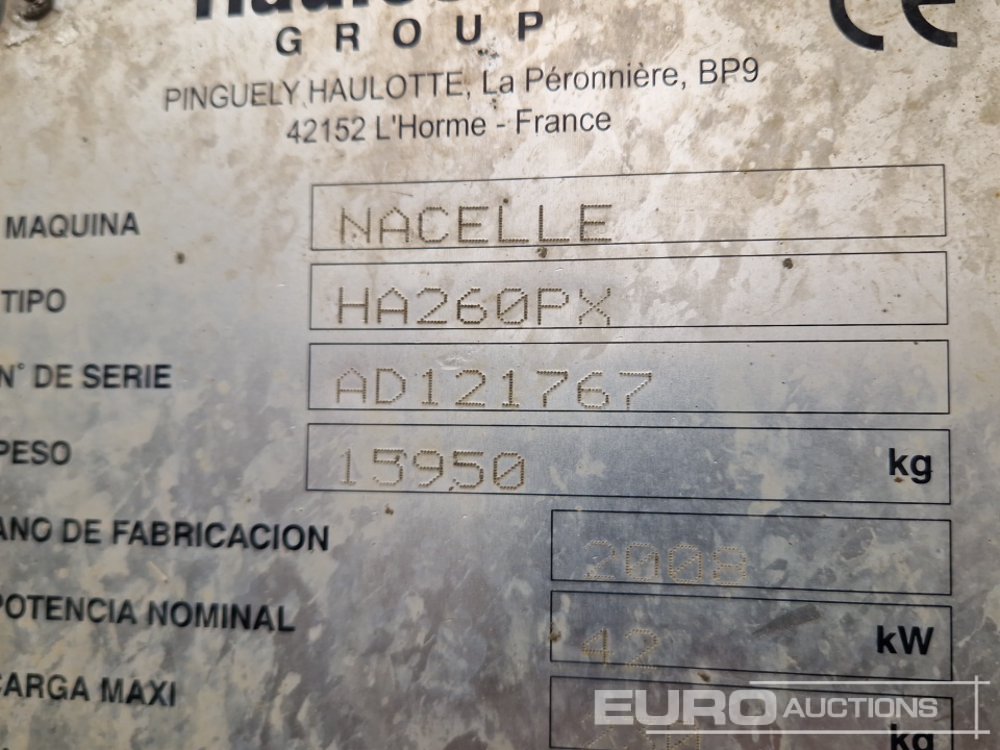 GROUP
CE
PINGUELY HAULOTTE, La Péronnière, BP9
42152 L'Horme - France
MAQUINA NACELLE
TIPO HA260PX
N° DE SERIE AD121767
PESO 15950 kg
ANO DE FABRICACION 2008
POTENCIA NOMINAL 42 kW
CARGA MAXI kg
EURO AUCTIONS